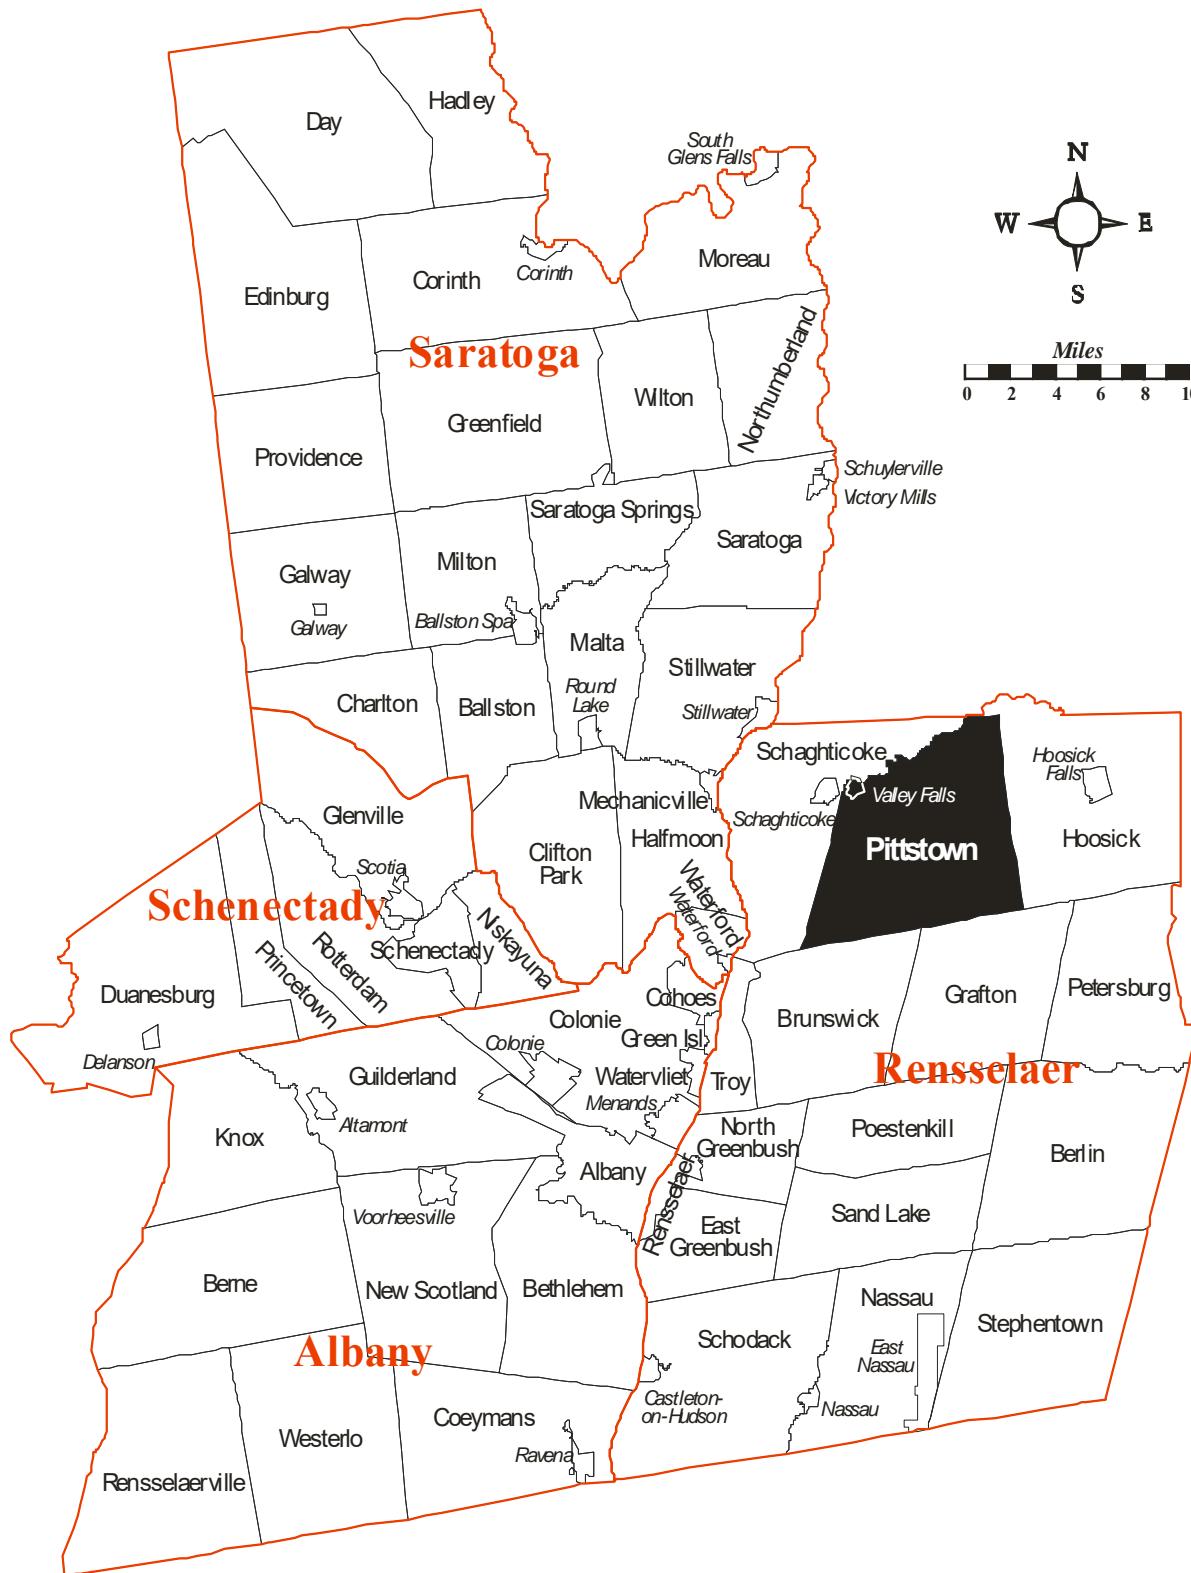 Hadley
Day
South
Glens Falls
N
W
E
S
Moreau
Corinth
Corinth
Edinburg
Saratoga
Miles
0 2 4 6 8 10
Northumberland
Wilton
Greenfield
Providence
Schuylerville
Victory Mills
Saratoga Springs
Saratoga
Milton
Galway
Galway
Ballston Spa
Malta
Stillwater
Round
Lake
Charlton
Ballston
Stillwater
Schaghticoke
Hoosick
Falls
Valley Falls
Mechanicville
Schaghticoke
Glenville
Halfmoon
Hoosick
Pittstown
Clifton
Park
Scotia
Waterford
Waterford
Schenectady
Niskayuna
Schenectady
Rotterdam
Princetown
Duanesburg
Cohoes
Grafton
Petersburg
Colonie
Brunswick
Green Isl.
Colonie
Delanson
Rensselaer
Guilderland
Watervliet
Troy
Menands
Altamont
Knox
North
Greenbush
Poestenkill
Berlin
Albany
Rensselaer
Voorheesville
Sand Lake
East
Greenbush
Berne
New Scotland
Bethlehem
Nassau
Stephentown
Schodack
Albany
East
Nassau
Castleton-
on-Hudson
Nassau
Coeymans
Westerlo
Ravena
Rensselaerville